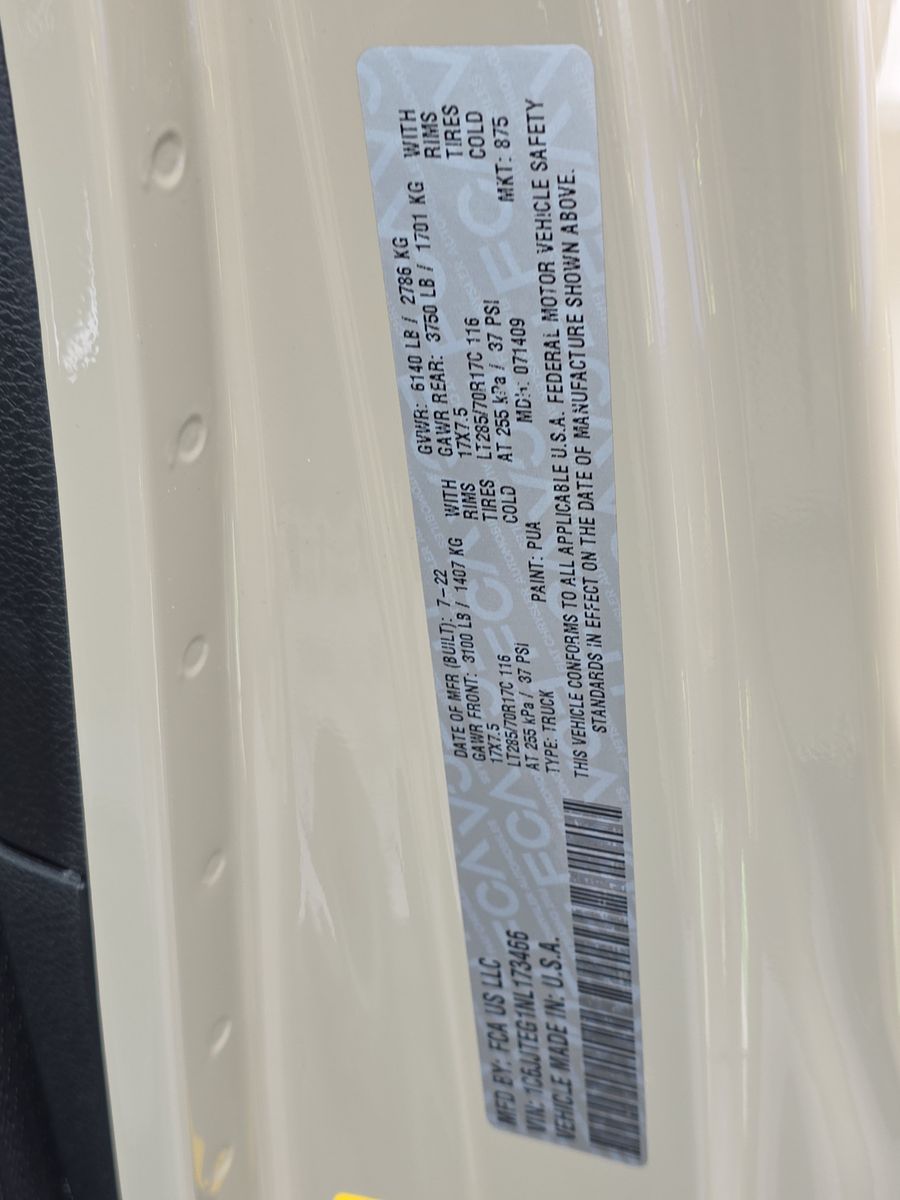 MFD BY: FCA US LLC
VIN: 1C6JJTEG1NL173466
VEHICLE MADE IN: U.S.A.
DATE OF MFR (BUILT): 7-22
GVWR: 6140 LB / 2786 KG
GAWR FRONT: 3100 LB / 1407 KG WITH
GAWR REAR: 3750 LB / 1701 KG WITH
17X7.5 RIMS
17X7.5 RIMS
LT285/70R17C 116 TIRES
LT285/70R17C 116 TIRES
AT 255 kPa / 37 PSI COLD
AT 255 kPa / 37 PSI COLD
TYPE: TRUCK PAINT: PUA MDH: 071409 MKT: 875
THIS VEHICLE CONFORMS TO ALL APPLICABLE U.S.A. FEDERAL MOTOR VEHICLE SAFETY
STANDARDS IN EFFECT ON THE DATE OF MANUFACTURE SHOWN ABOVE.